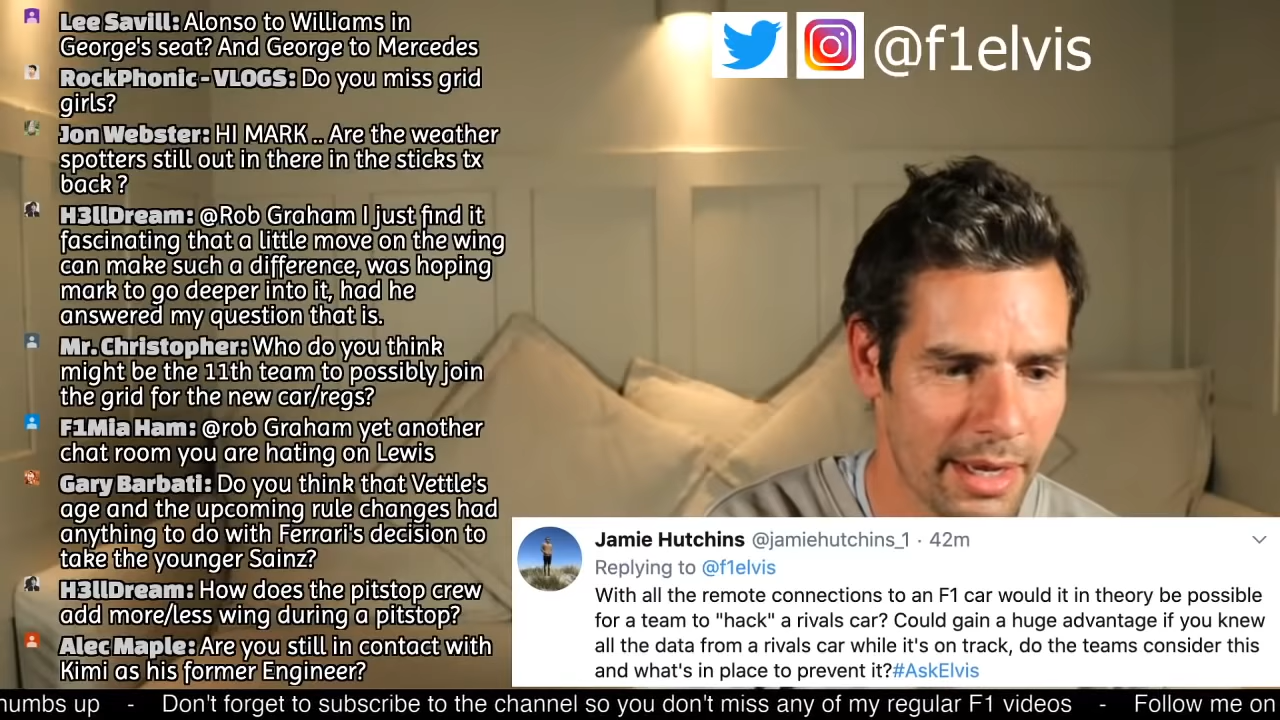 Lee Savill: Alonso to Williams in
George's seat? And George to Mercedes
RockPhonic - VLOGS: Do you miss grid
girls?
Jon Webster: HI MARK .. Are the weather
spotters still out in there in the sticks tx
back ?
H3llDream: @Rob Graham I just find it
fascinating that a little move on the wing
can make such a difference, was hoping
mark to go deeper into it, had he
answered my question that is.
Mr. Christopher: Who do you think
might be the 11th team to possibly join
the grid for the new car/regs?
F1Mia Ham: @rob Graham yet another
chat room you are hating on Lewis
Gary Barbati: Do you think that Vettle's
age and the upcoming rule changes had
anything to do with Ferrari's decision to
take the younger Sainz?
H3llDream: How does the pitstop crew
add more/less wing during a pitstop?
Alec Maple: Are you still in contact with
Kimi as his former Engineer?
@f1elvis
Jamie Hutchins @jamiehutchins_1 · 42m
Replying to @f1elvis
With all the remote connections to an F1 car would it in theory be possible
for a team to "hack" a rivals car? Could gain a huge advantage if you knew
all the data from a rivals car while it's on track, do the teams consider this
and what's in place to prevent it?#AskElvis
humbs up - Don't forget to subscribe to the channel so you don't miss any of my regular F1 videos - Follow me on